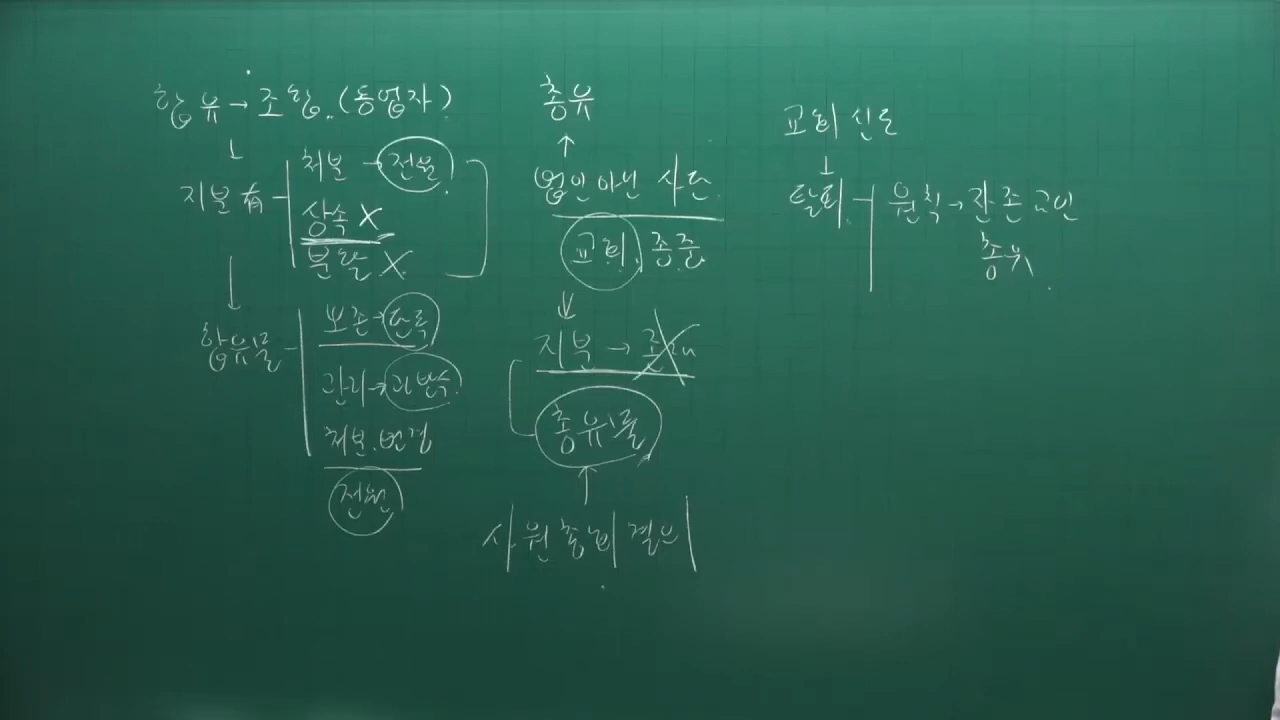 합유 → 조합. (동업자)
↓
지분 有
처분 → 전원
상속 X
분할 X
↓
합유물
보존 → 단독
관리 → 과반수
처분. 변경
전원
총유
↑
법인 아닌 사단
교회, 종중
↓
지분 → 존재 X
총유물
↑
사원총회 결의
교회 신도
↓
탈퇴
원칙 → 잔존 교인
총유